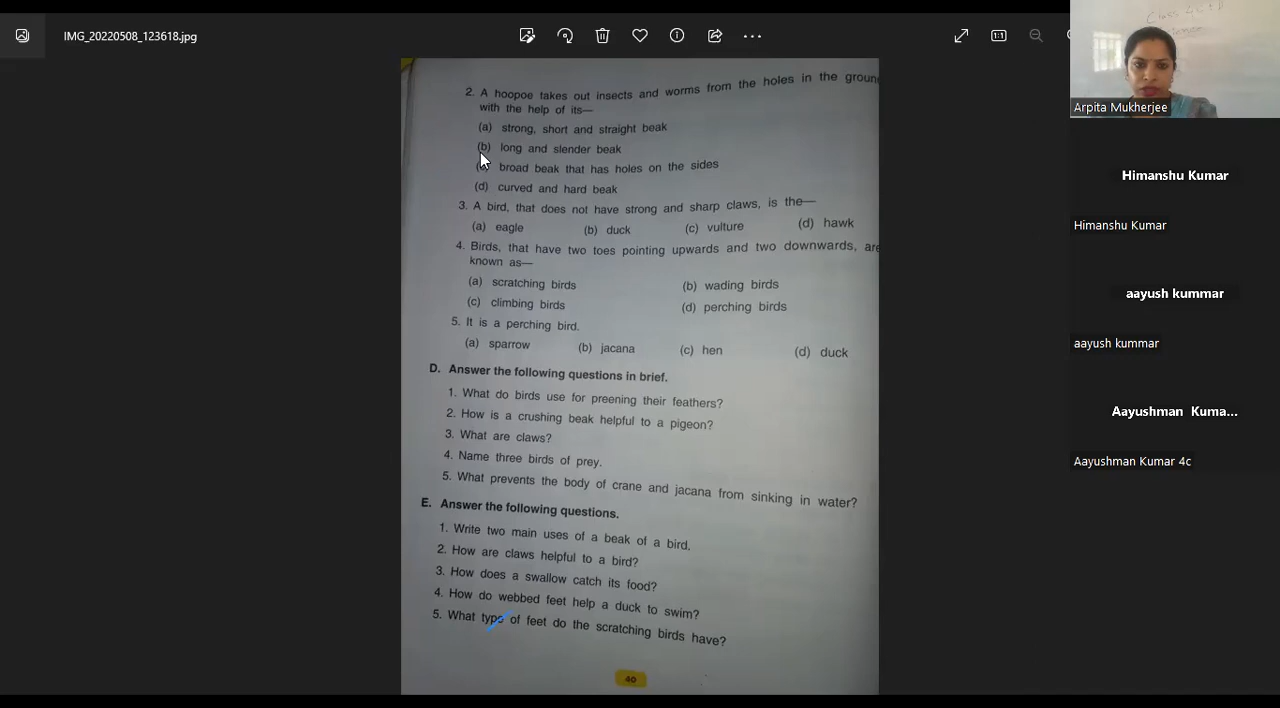 IMG_20220508_123618.jpg
Class 4C+D
Arpita Mukherjee
Himanshu Kumar
Himanshu Kumar
aayush kummar
aayush kummar
Aayushman Kuma...
Aayushman Kumar 4c
2. A hoopoe takes out insects and worms from the holes in the groun
with the help of its—
(a) strong, short and straight beak
(b) long and slender beak
broad beak that has holes on the sides
(d) curved and hard beak
3. A bird, that does not have strong and sharp claws, is the—
(a) eagle (b) duck (c) vulture (d) hawk
4. Birds, that have two toes pointing upwards and two downwards, are
known as—
(a) scratching birds (b) wading birds
(c) climbing birds (d) perching birds
5. It is a perching bird.
(a) sparrow (b) jacana (c) hen (d) duck
D. Answer the following questions in brief.
1. What do birds use for preening their feathers?
2. How is a crushing beak helpful to a pigeon?
3. What are claws?
4. Name three birds of prey.
5. What prevents the body of crane and jacana from sinking in water?
E. Answer the following questions.
1. Write two main uses of a beak of a bird.
2. How are claws helpful to a bird?
3. How does a swallow catch its food?
4. How do webbed feet help a duck to swim?
5. What type of feet do the scratching birds have?
40